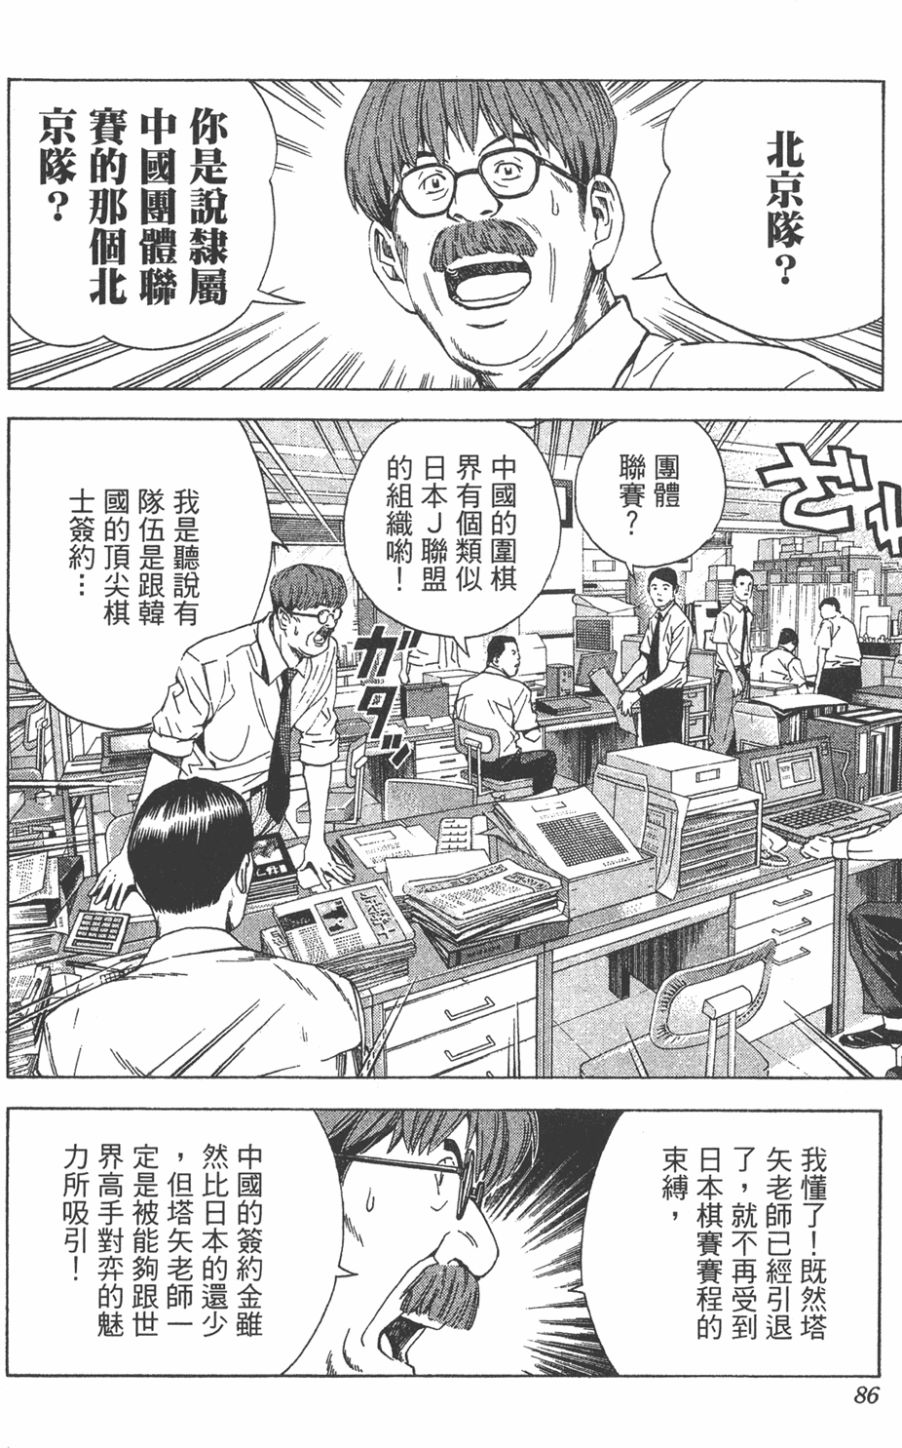 北京隊？
你是說隸屬
中國團體聯
賽的那個北
京隊？
團體
聯賽？
中國的圍棋
界有個類似
日本J聯盟
的組織喲！
我是聽說有
隊伍是跟韓
國的頂尖棋
士簽約…
ざわ
ガタッ
我懂了！既然塔
矢老師已經引退
了，就不再受到
日本棋賽賽程的
束縛，
中國的簽約金雖
然比日本的還少
，但塔矢老師一
定是被能夠跟世
界高手對弈的魅
力所吸引！
86